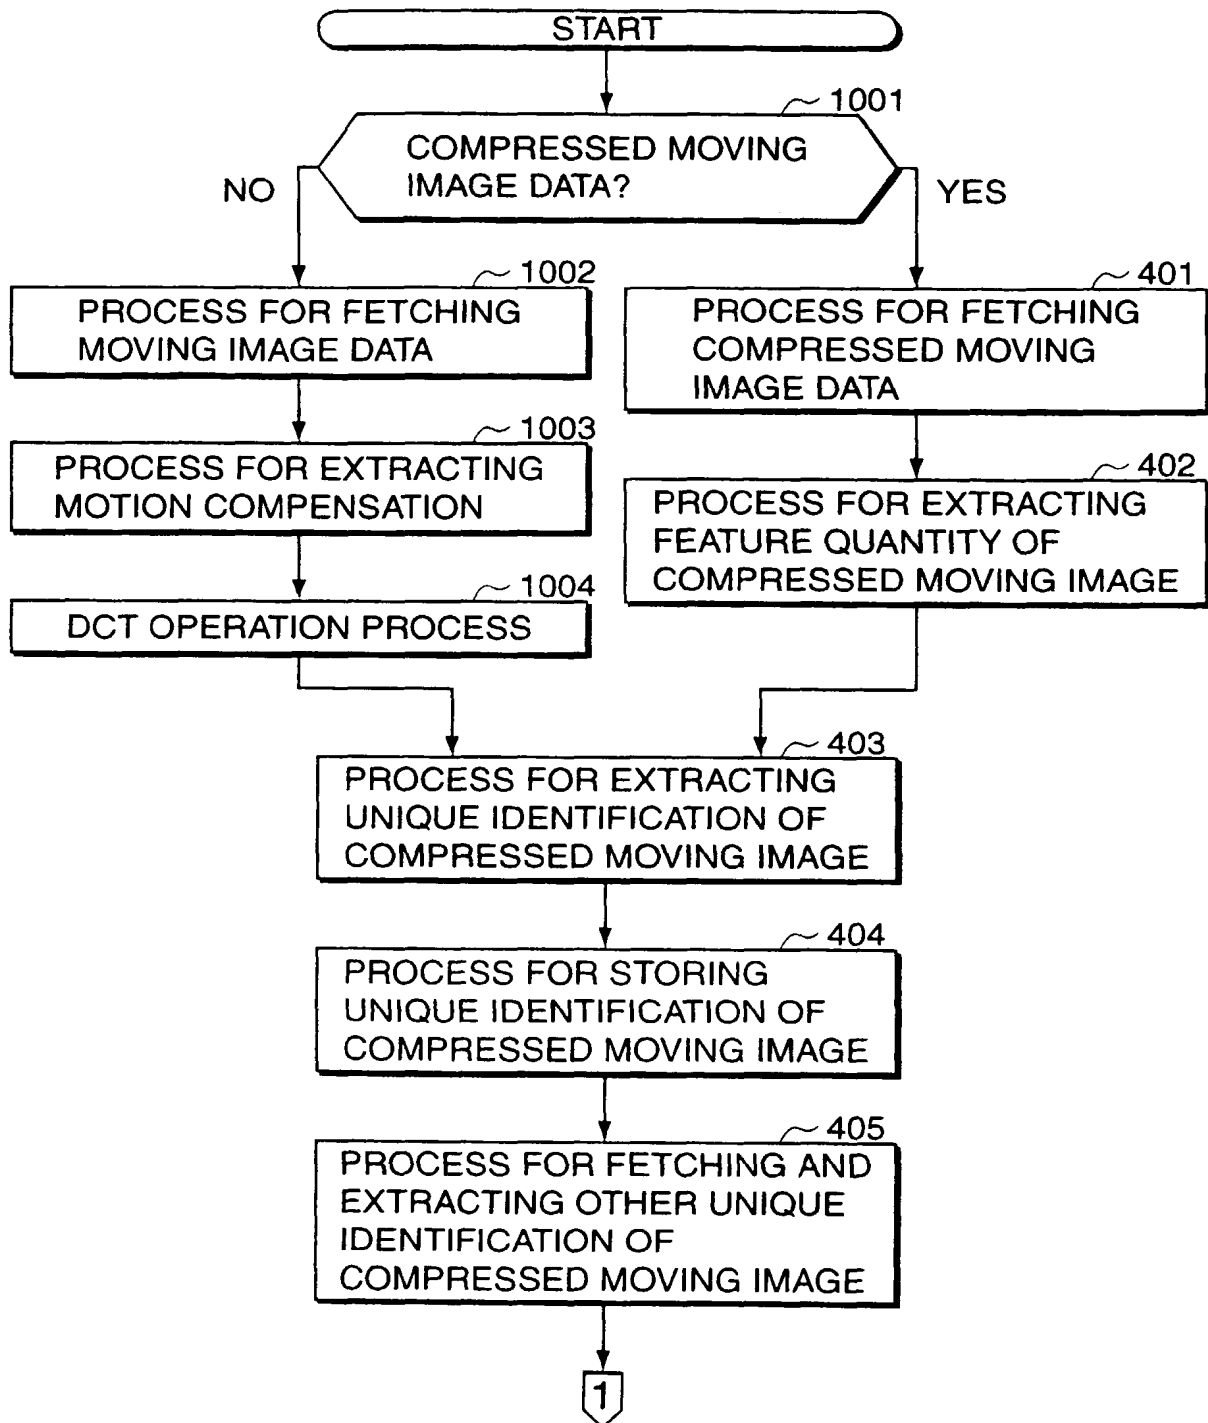 START
1001
COMPRESSED MOVING
IMAGE DATA?
NO
YES
1002
PROCESS FOR FETCHING
MOVING IMAGE DATA
401
PROCESS FOR FETCHING
COMPRESSED MOVING
IMAGE DATA
1003
PROCESS FOR EXTRACTING
MOTION COMPENSATION
402
PROCESS FOR EXTRACTING
FEATURE QUANTITY OF
COMPRESSED MOVING IMAGE
1004
DCT OPERATION PROCESS
403
PROCESS FOR EXTRACTING
UNIQUE IDENTIFICATION OF
COMPRESSED MOVING IMAGE
404
PROCESS FOR STORING
UNIQUE IDENTIFICATION OF
COMPRESSED MOVING IMAGE
405
PROCESS FOR FETCHING AND
EXTRACTING OTHER UNIQUE
IDENTIFICATION OF
COMPRESSED MOVING IMAGE
1